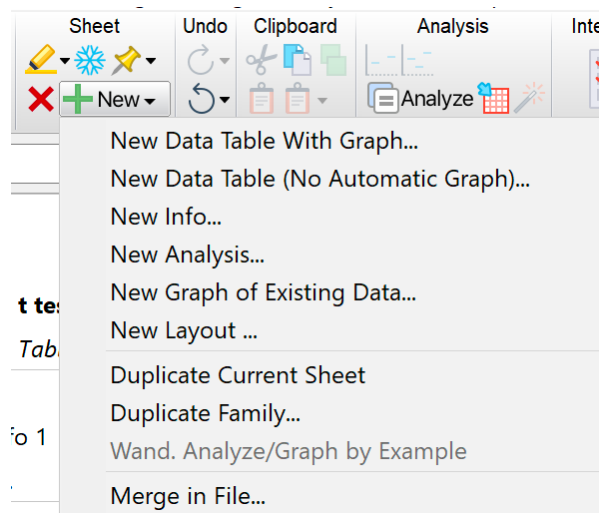 Sheet Undo Clipboard Analysis
New Analyze
New Data Table With Graph...
New Data Table (No Automatic Graph)...
New Info...
New Analysis...
New Graph of Existing Data...
t tes
New Layout ...
Tab
Duplicate Current Sheet
Duplicate Family...
fo 1
Wand. Analyze/Graph by Example
Merge in File...